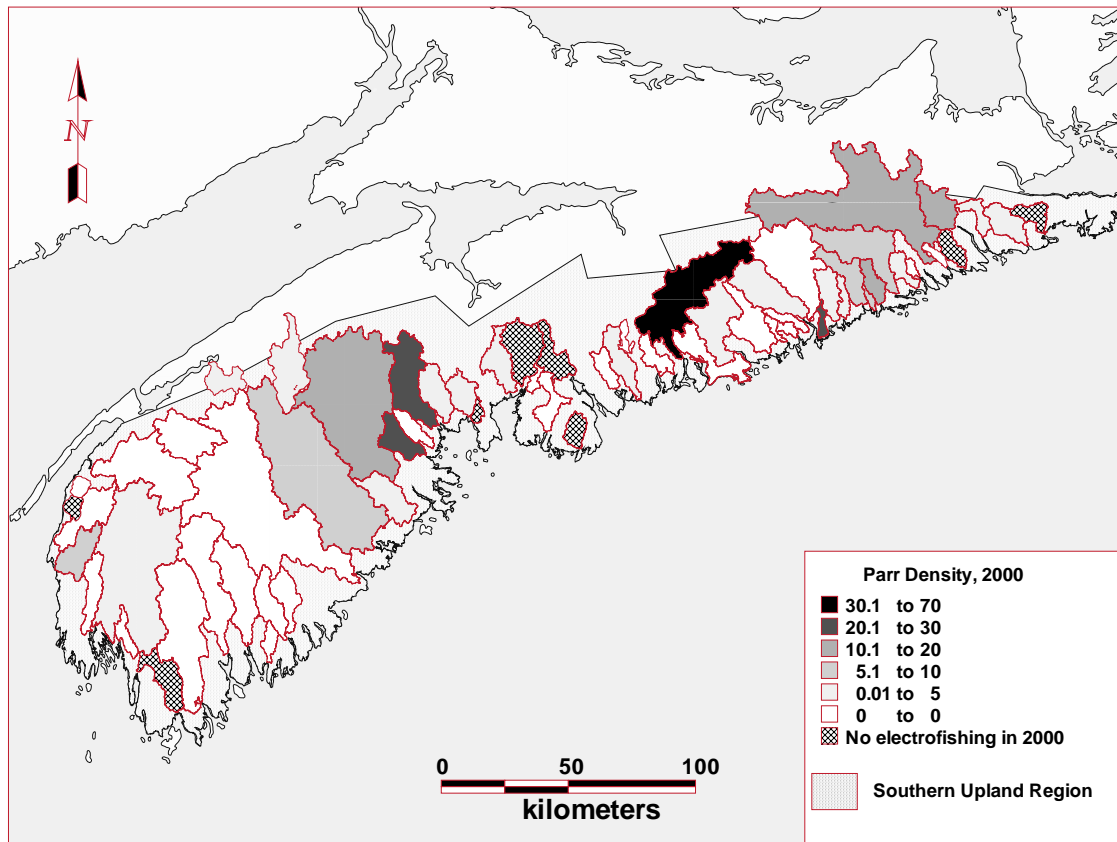 N
Parr Density, 2000
30.1 to 70
20.1 to 30
10.1 to 20
5.1 to 10
0.01 to 5
0 to 0
No electrofishing in 2000
Southern Upland Region
0 50 100
kilometers